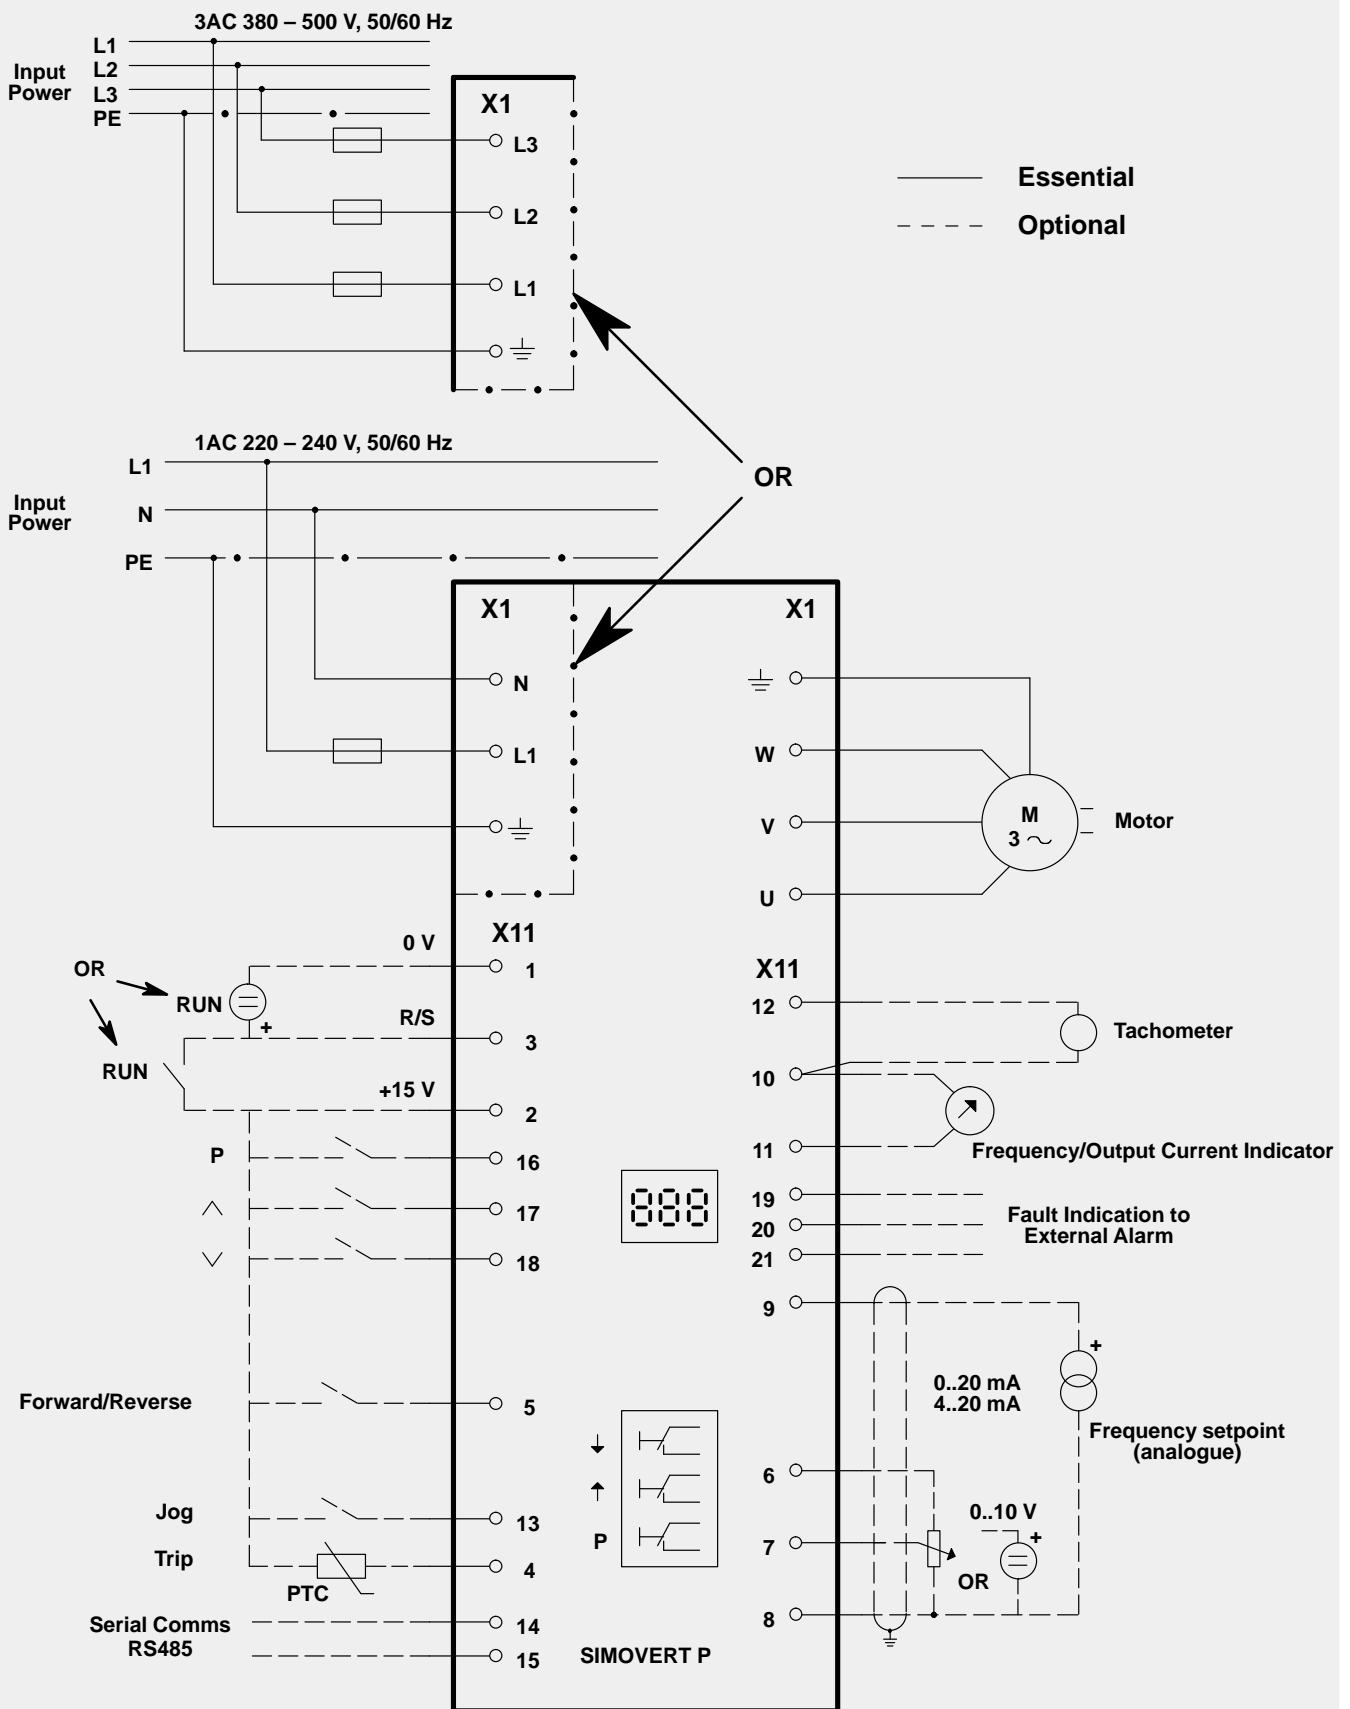 3AC 380 – 500 V, 50/60 Hz
L1
Input
Power
L2
L3
PE
X1
L3
L2
L1
Essential
Optional
1AC 220 – 240 V, 50/60 Hz
L1
OR
Input
Power
N
PE
X1
X1
N
L1
W
V
U
M
3
Motor
X11
0 V
1
OR
RUN
R/S
3
RUN
+
+15 V
2
P
16
17
18
Forward/Reverse
5
Jog
13
Trip
4
PTC
Serial Comms
RS485
14
15
X11
12
Tachometer
10
11
Frequency/Output Current Indicator
888
19
20
21
Fault Indication to
External Alarm
9
+
0..20 mA
4..20 mA
Frequency setpoint
(analogue)
P
6
0..10 V
7
+
OR
8
SIMOVERT P